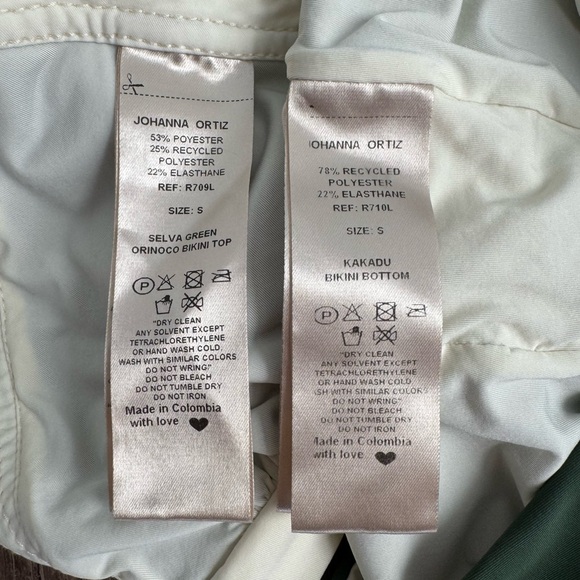 JOHANNA ORTIZ
53% POYESTER
25% RECYCLED
POLYESTER
22% ELASTHANE
REF: R709L
SIZE: S
SELVA GREEN
ORINOCO BIKINI TOP
P
"DRY CLEAN
ANY SOLVENT EXCEPT
TETRACHLORETHYLENE
OR HAND WASH COLD.
WASH WITH SIMILAR COLORS
DO NOT WRING"
DO NOT BLEACH
DO NOT TUMBLE DRY
DO NOT IRON
Made in Colombia
with love
JOHANNA ORTIZ
78% RECYCLED
POLYESTER
22% ELASTHANE
REF: R710L
SIZE: S
KAKADU
BIKINI BOTTOM
P
"DRY CLEAN
ANY SOLVENT EXCEPT
TETRACHLORETHYLENE
OR HAND WASH COLD.
ASH WITH SIMILAR COLORS
DO NOT WRING"
DO NOT BLEACH
DO NOT TUMBLE DRY
DO NOT IRON
Made in Colombia
with love